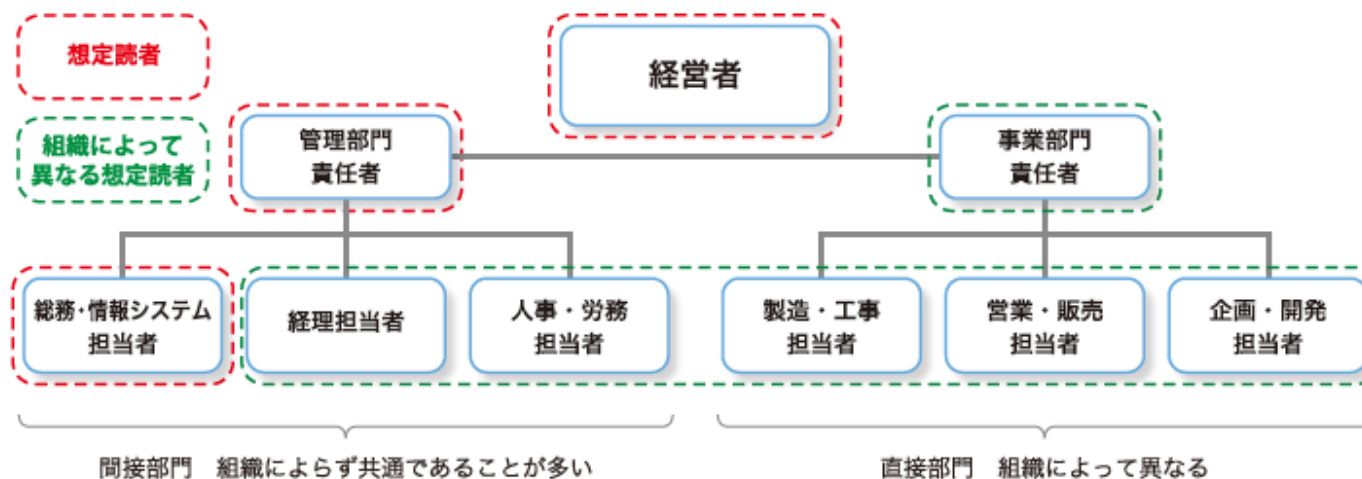 想定読者
経営者
組織によって
異なる想定読者
管理部門
責任者
事業部門
責任者
総務・情報システム
担当者
経理担当者
人事・労務
担当者
製造・工事
担当者
営業・販売
担当者
企画・開発
担当者
間接部門　組織によらず共通であることが多い
直接部門　組織によって異なる